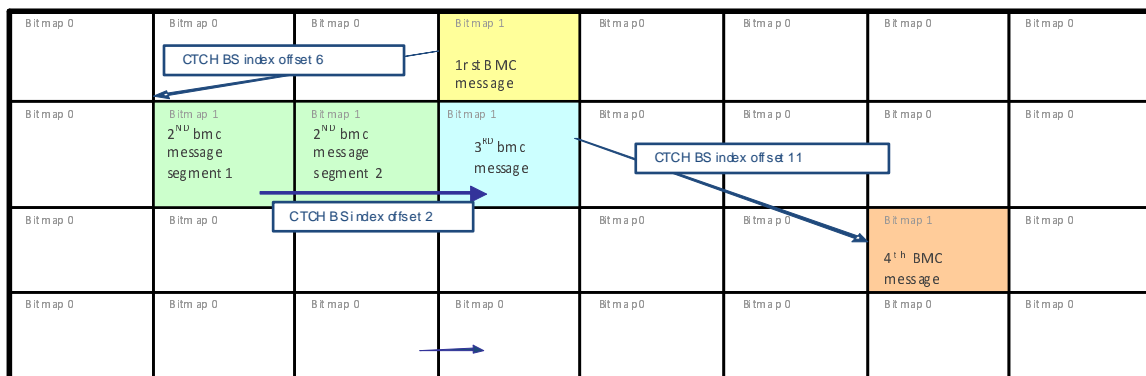 Bitmap 0
Bitmap 0
Bitmap 0
Bitmap 1
Bitmap 0
Bitmap 0
Bitmap 0
Bitmap 0
CTCH BS index offset 6
1rst BMC
message
Bitmap 0
Bitmap 1
Bitmap 1
Bitmap 1
Bitmap 0
Bitmap 0
Bitmap 0
Bitmap 0
2ND bmc
message
segment 1
2ND bmc
message
segment 2
3RD bmc
message
CTCH BS index offset 11
CTCH BS index offset 2
Bitmap 0
Bitmap 0
Bitmap 0
Bitmap 0
Bitmap 0
Bitmap 1
Bitmap 0
4th BMC
message
Bitmap 0
Bitmap 0
Bitmap 0
Bitmap 0
Bitmap 0
Bitmap 0
Bitmap 0
Bitmap 0